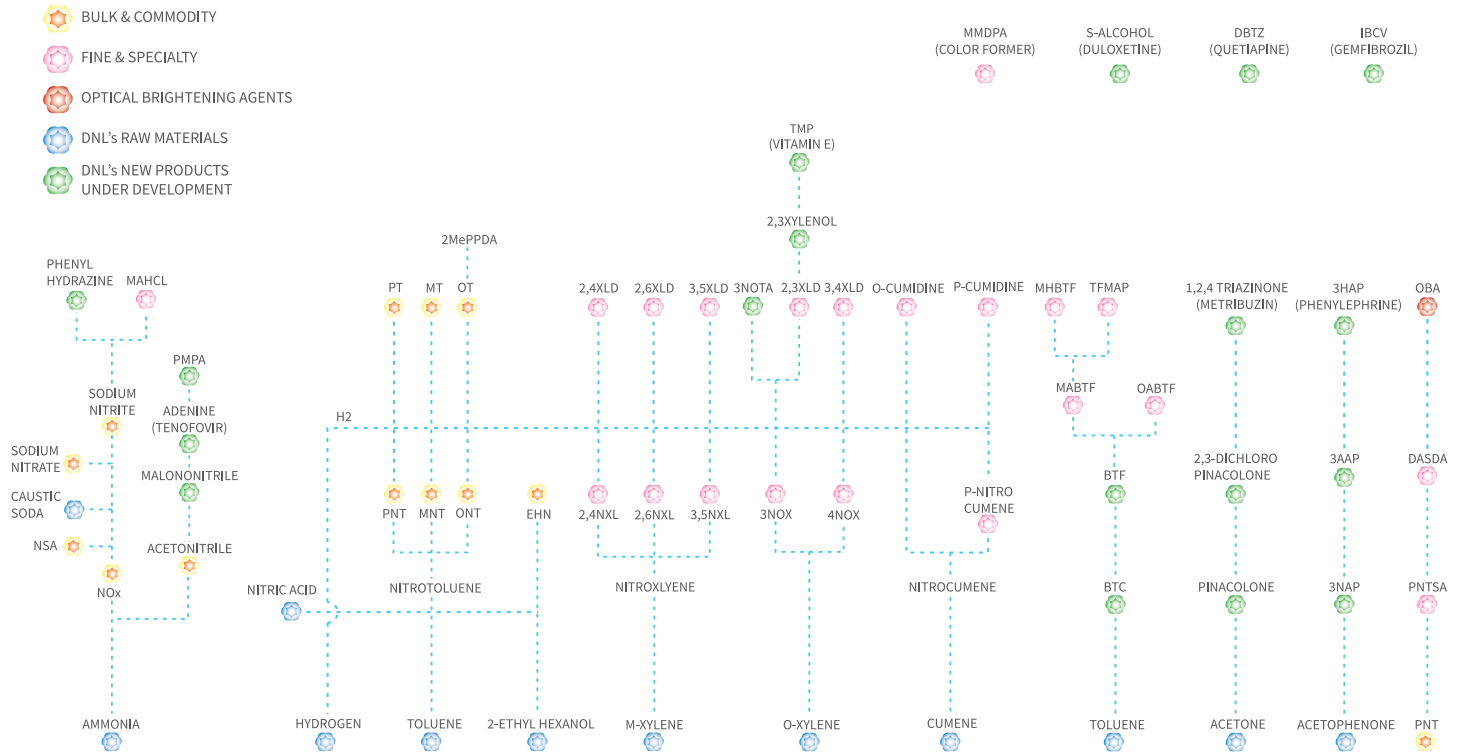 BULK & COMMODITY
FINE & SPECIALTY
OPTICAL BRIGHTENING AGENTS
DNL's RAW MATERIALS
DNL's NEW PRODUCTS
UNDER DEVELOPMENT
MMDPA
(COLOR FORMER)
S-ALCOHOL
(DULOXETINE)
DBTZ
(QUETIAPINE)
IBCV
(GEMFIBROZIL)
TMP
(VITAMIN E)
2,3XYLENOL
2MePPDA
PHENYL
HYDRAZINE
MAHCL
PT
MT
OT
2,4XLD
2,6XLD
3,5XLD
3NOTA
2,3XLD
3,4XLD
O-CUMIDINE
P-CUMIDINE
MHBTF
TFMAP
1,2,4 TRIAZINONE
(METRIBUZIN)
3HAP
(PHENYLEPHRINE)
OBA
PMPA
SODIUM
NITRITE
ADENINE
(TENOFOVIR)
MABTF
OABTF
H2
SODIUM
NITRATE
MALONONITRILE
CAUSTIC
SODA
NSA
ACETONITRILE
NOx
PNT
MNT
ONT
EHN
2,4NXL
2,6NXL
3,5NXL
3NOX
4NOX
P-NITRO
CUMENE
BTF
2,3-DICHLORO
PINACOLONE
3AAP
DASDA
NITRIC ACID
NITROTOLUENE
NITROXLYENE
NITROCUMENE
BTC
PINACOLONE
3NAP
PNTSA
AMMONIA
HYDROGEN
TOLUENE
2-ETHYL HEXANOL
M-XYLENE
O-XYLENE
CUMENE
TOLUENE
ACETONE
ACETOPHENONE
PNT